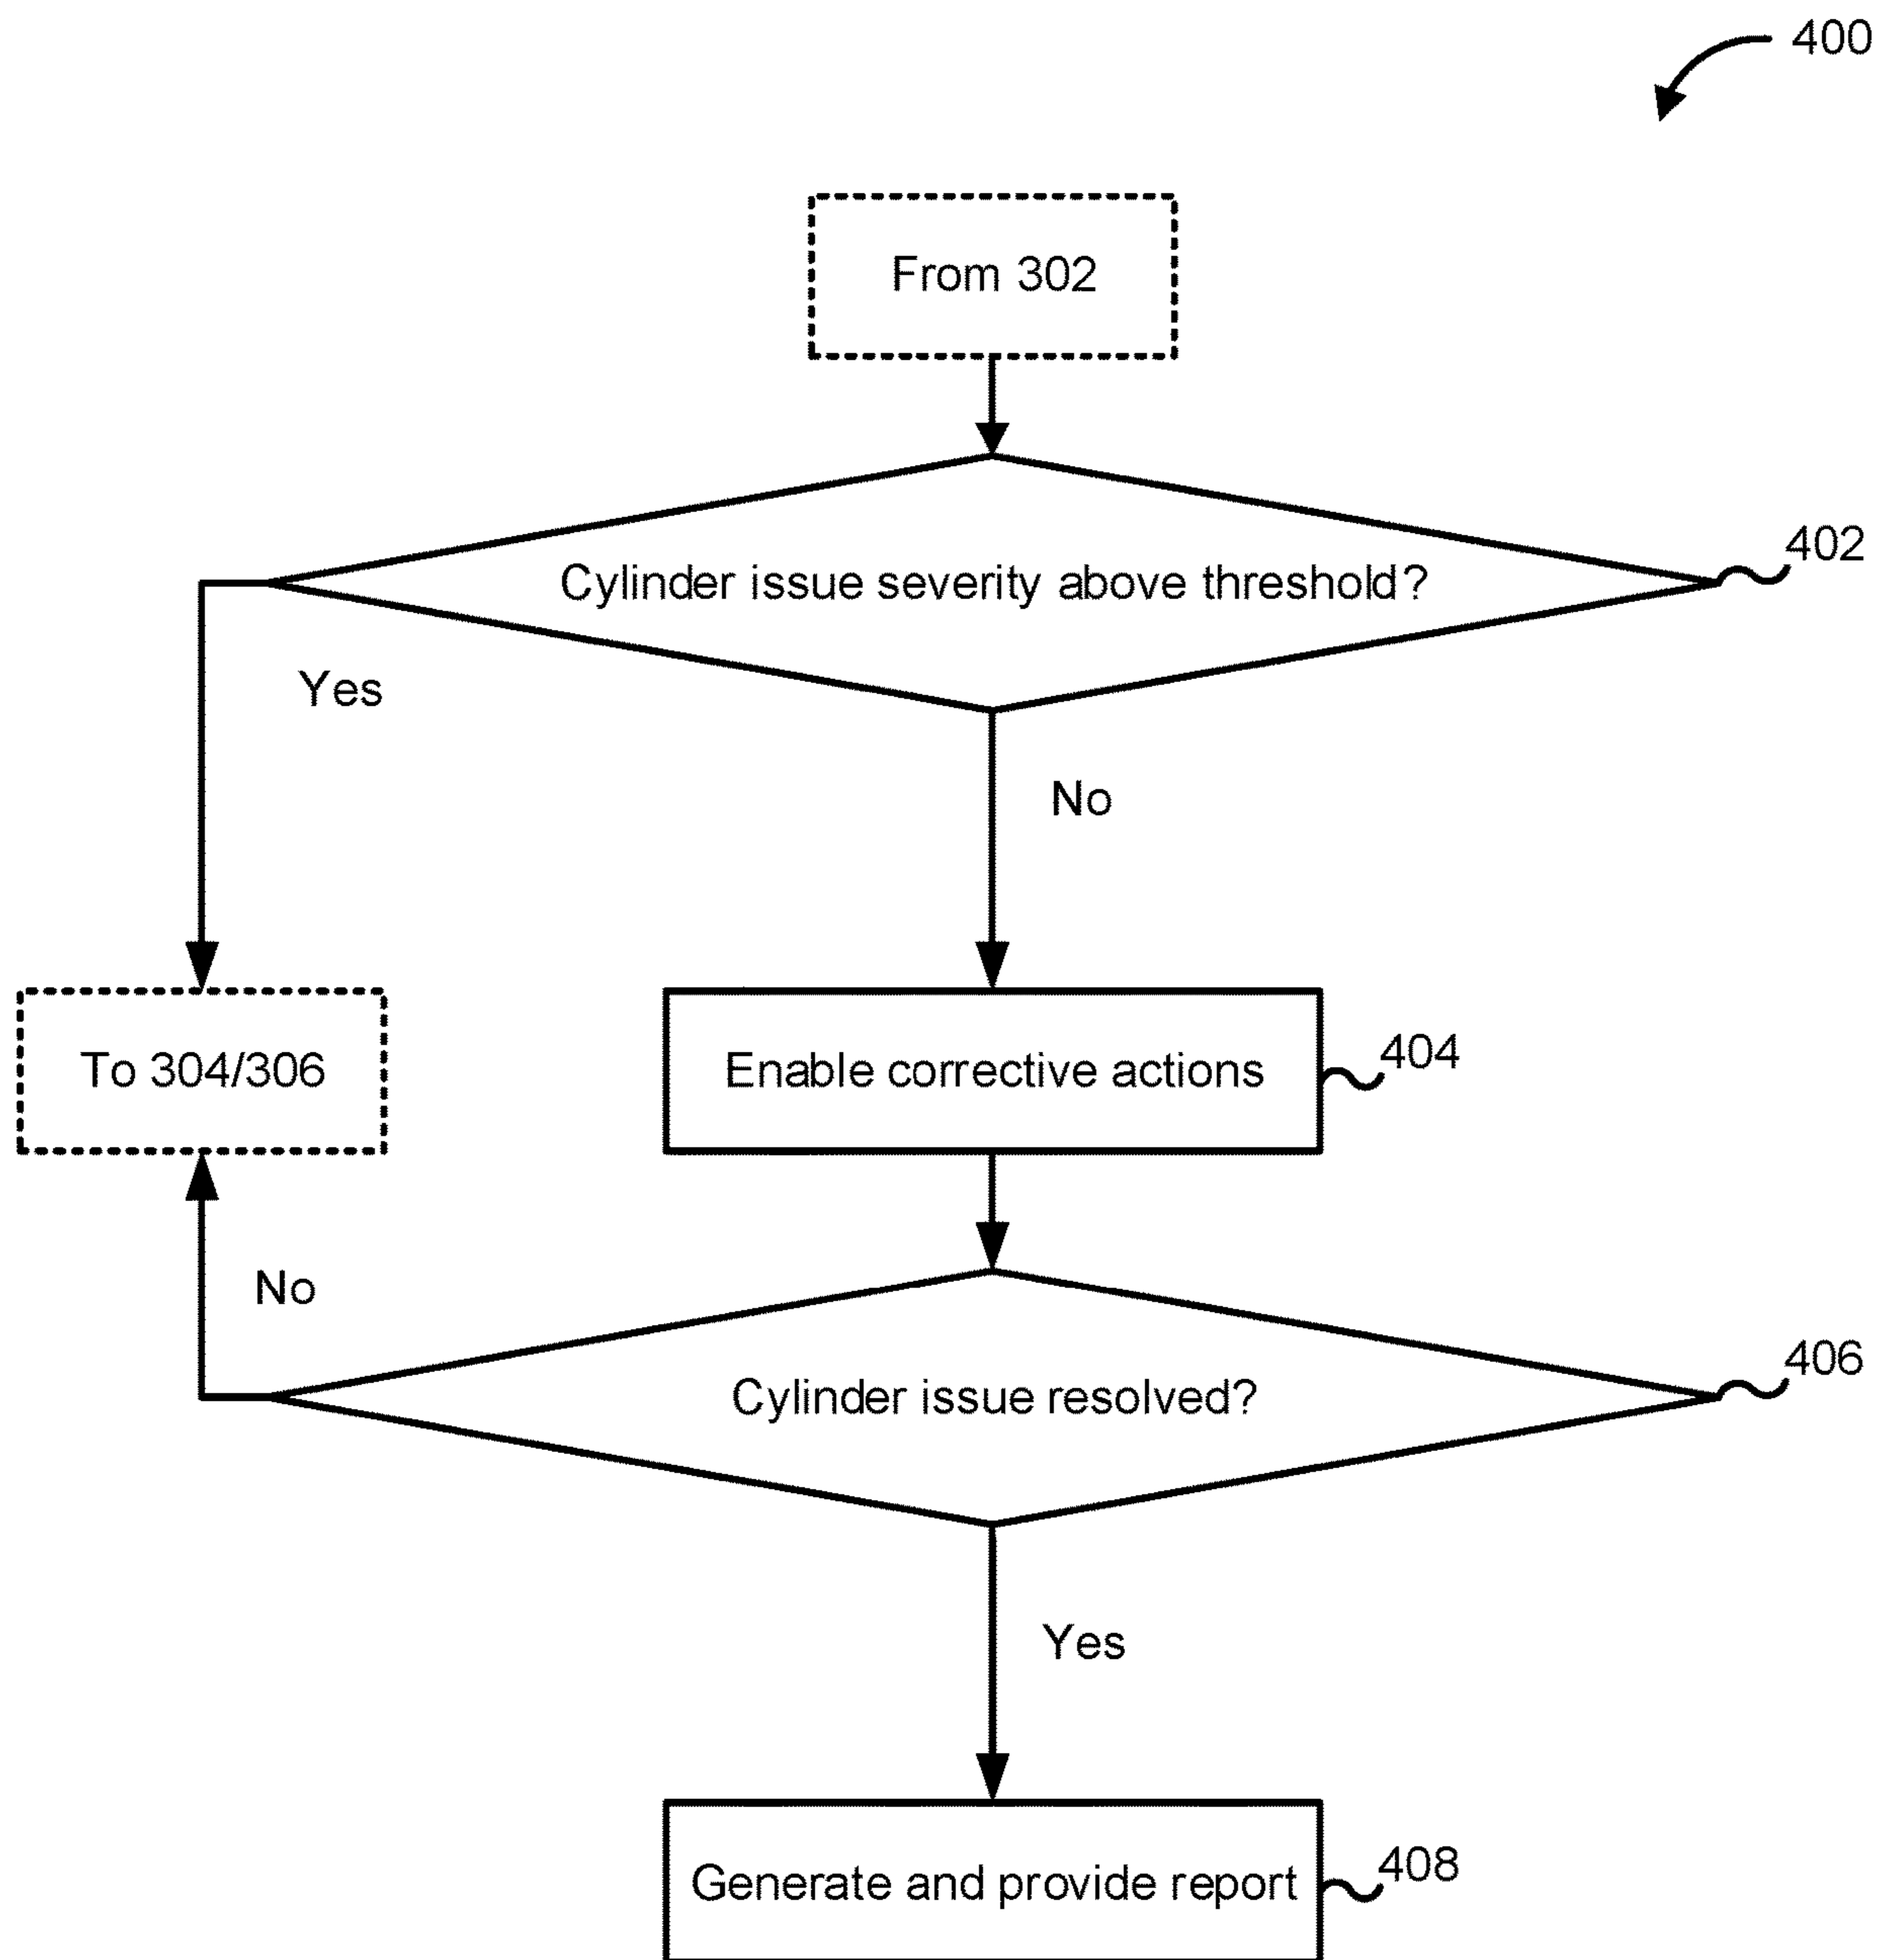 400
From 302
Cylinder issue severity above threshold?
402
Yes
No
To 304/306
Enable corrective actions
404
No
Cylinder issue resolved?
406
Yes
Generate and provide report
408